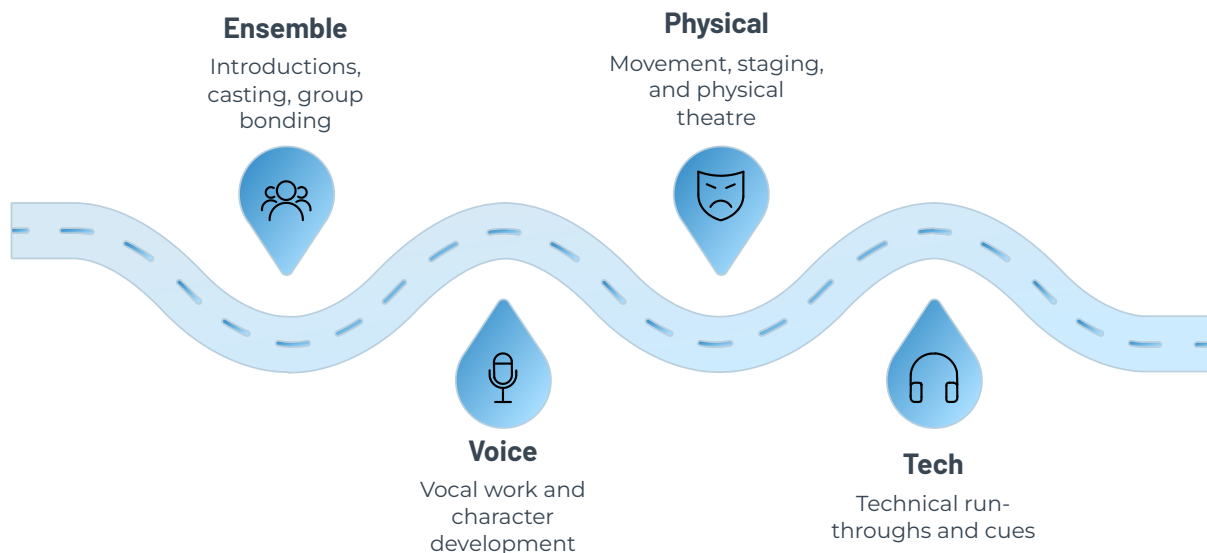 Ensemble
Introductions,
casting, group
bonding
Voice
Vocal work and
character
development
Physical
Movement, staging,
and physical
theatre
Tech
Technical run-
throughs and cues